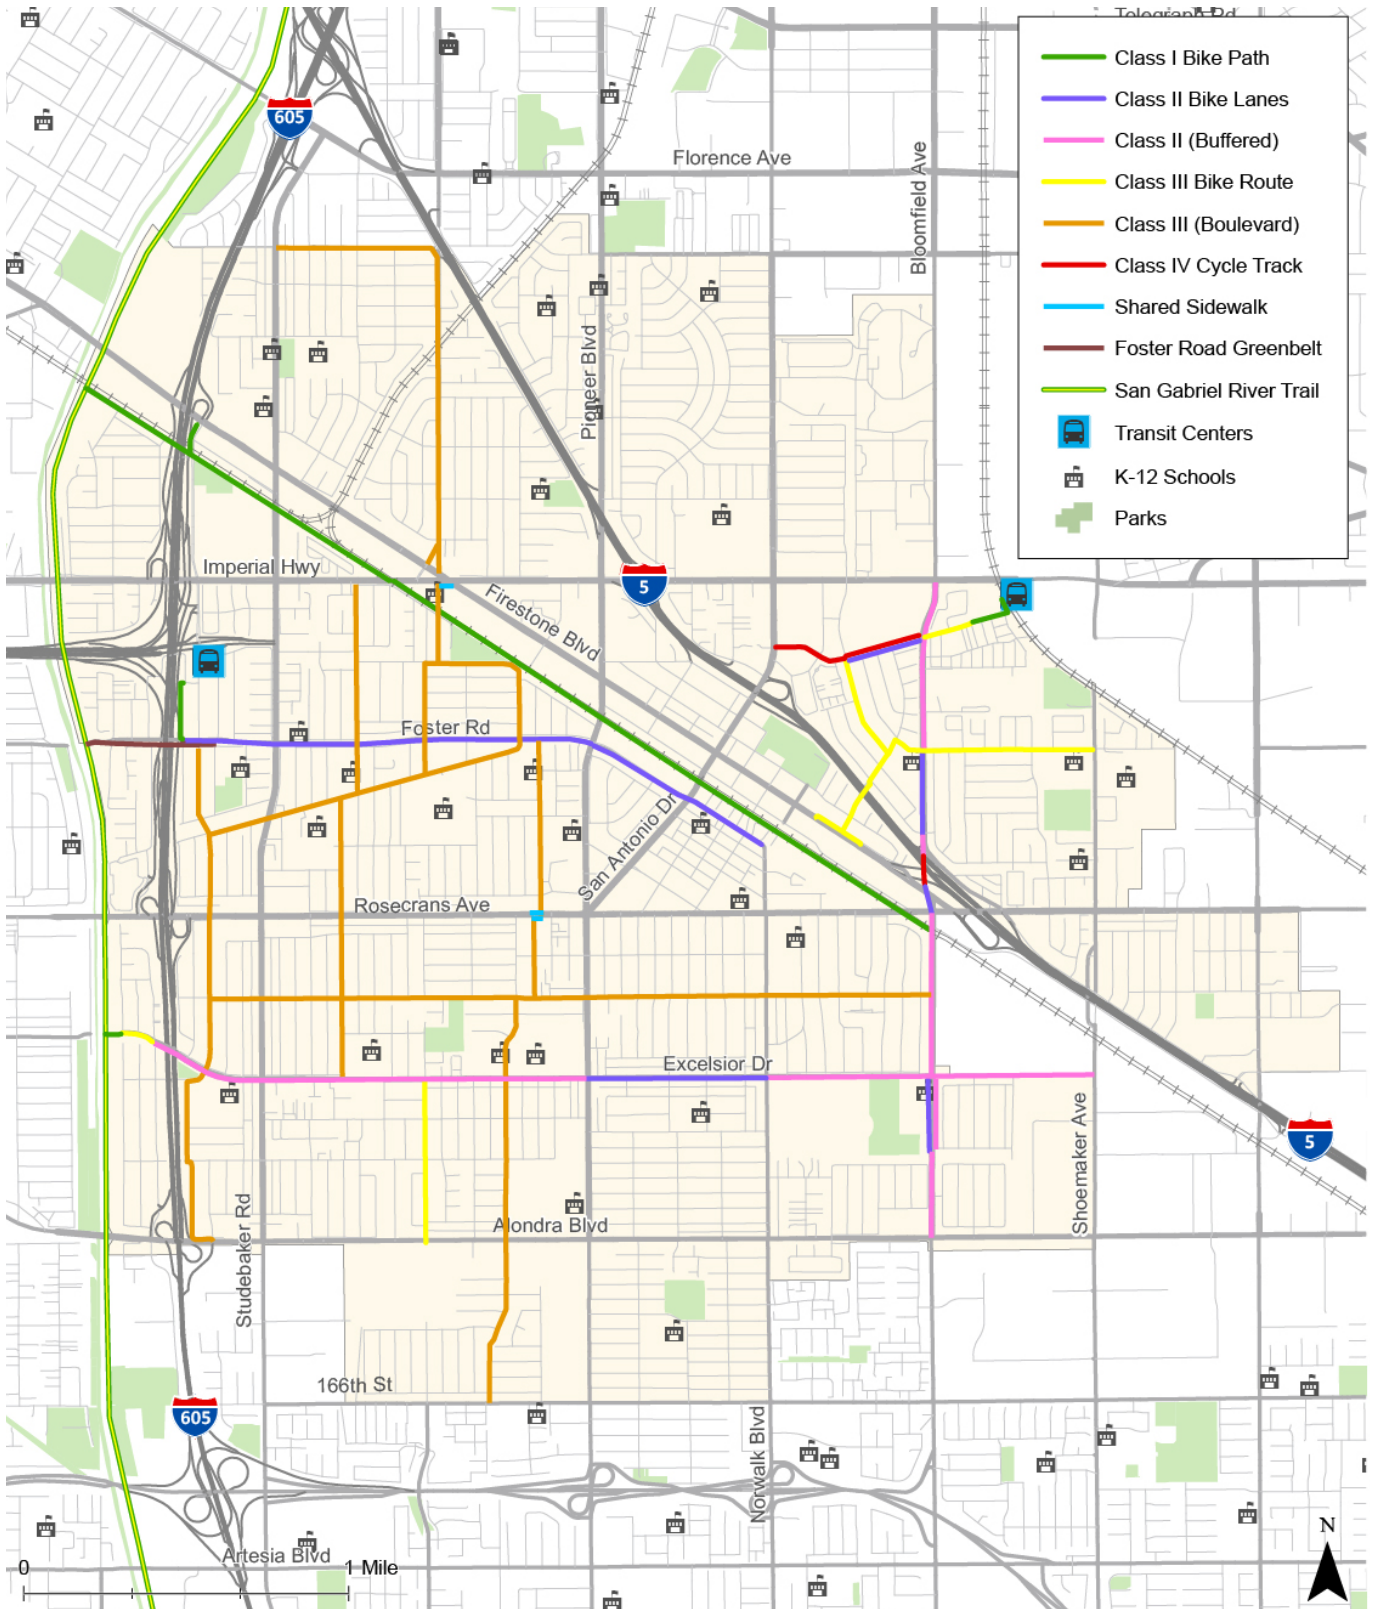 Telegraph Rd
Class I Bike Path
Class II Bike Lanes
Class II (Buffered)
Class III Bike Route
Class III (Boulevard)
Class IV Cycle Track
Shared Sidewalk
Foster Road Greenbelt
San Gabriel River Trail
Transit Centers
K-12 Schools
Parks
605
Florence Ave
Bloomfield Ave
Pioneer Blvd
Imperial Hwy
5
Firestone Blvd
Foster Rd
San Antonio Dr
Rosecrans Ave
Excelsior Dr
Shoemaker Ave
5
Studebaker Rd
Alondra Blvd
166th St
605
Norwalk Blvd
Artesia Blvd
0
1 Mile
N